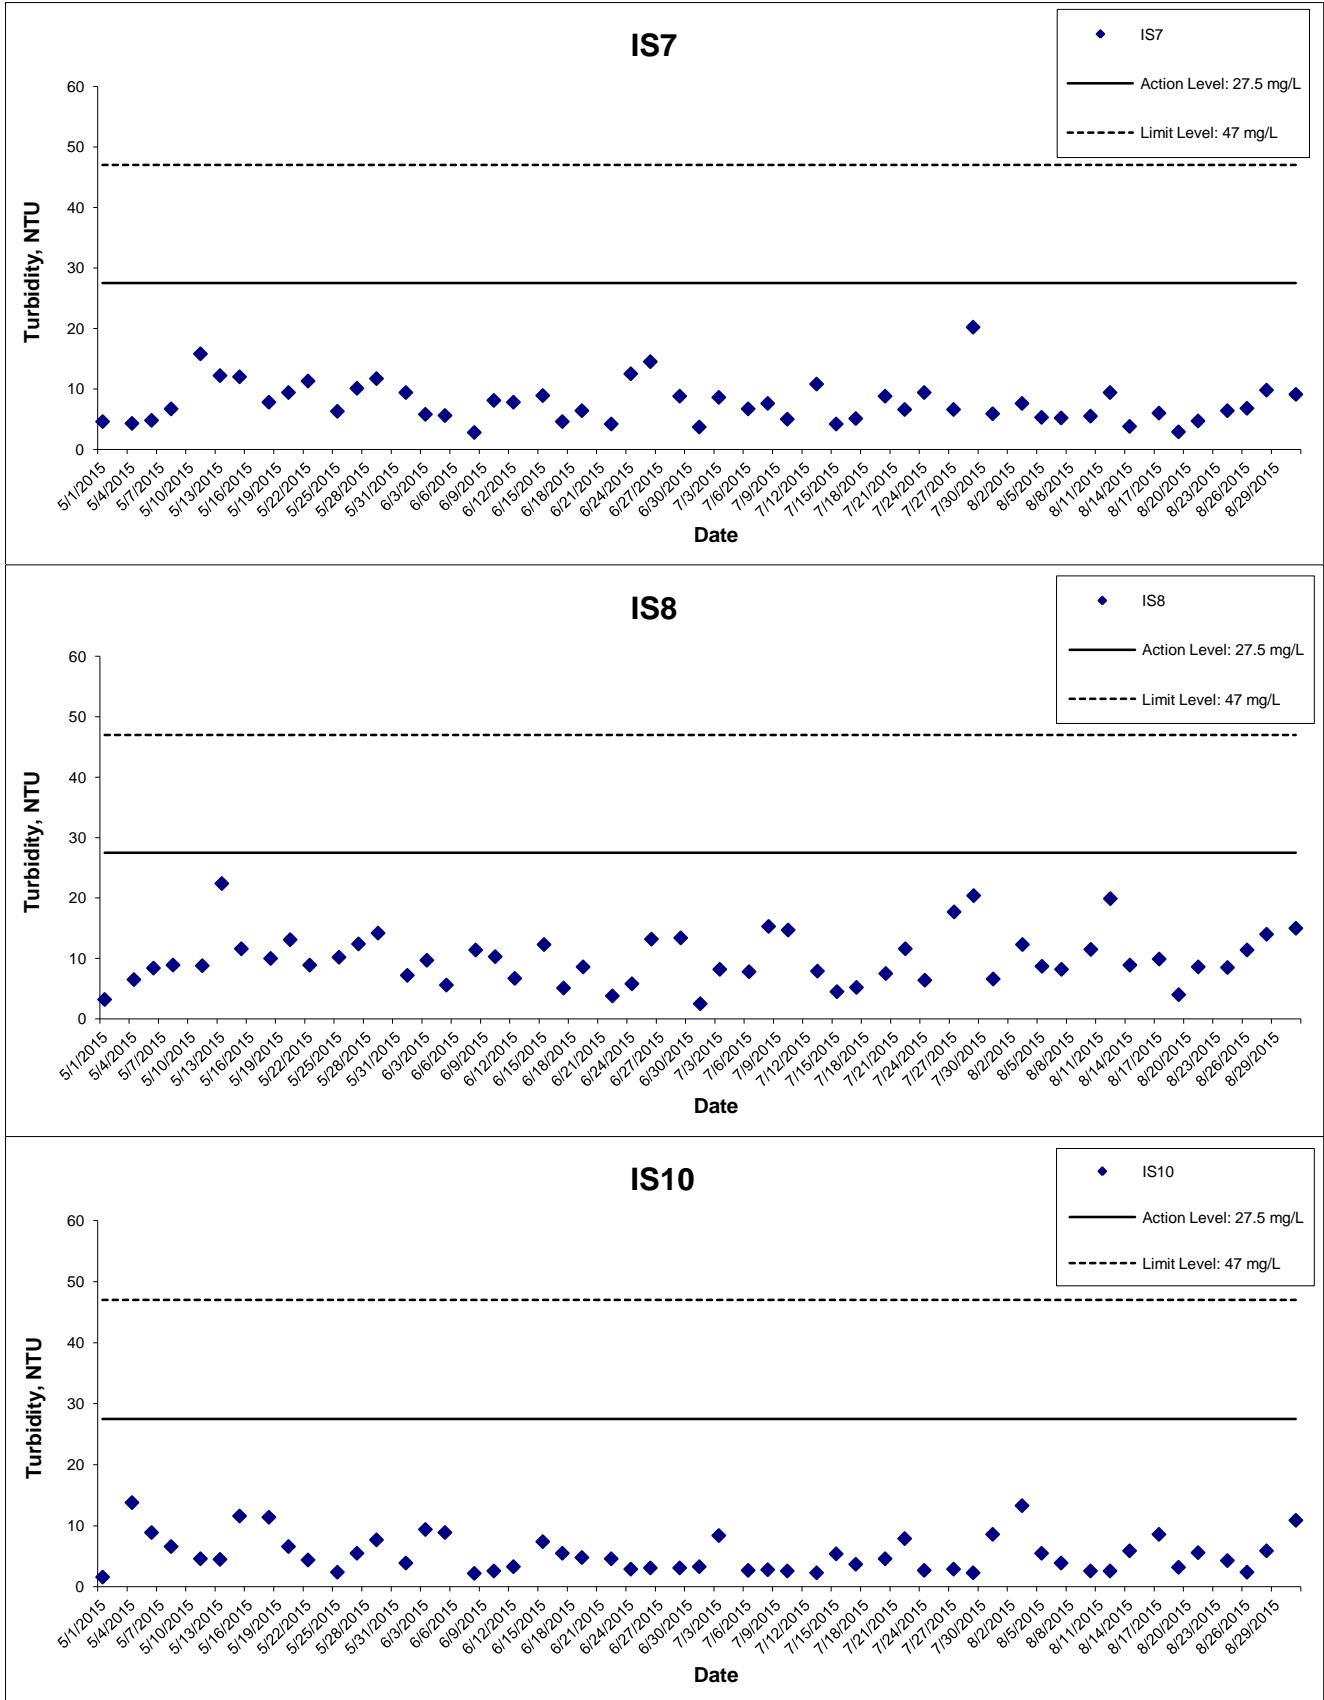 IS7
IS7
Action Level: 27.5 mg/L
Limit Level: 47 mg/L
60
50
40
30
20
10
0
Turbidity, NTU
5/1/2015 5/4/2015 5/7/2015 5/10/2015 5/13/2015 5/16/2015 5/19/2015 5/22/2015 5/25/2015 5/28/2015 5/31/2015 6/3/2015 6/6/2015 6/9/2015 6/12/2015 6/15/2015 6/18/2015 6/21/2015 6/24/2015 6/27/2015 6/30/2015 7/3/2015 7/6/2015 7/9/2015 7/12/2015 7/15/2015 7/18/2015 7/21/2015 7/24/2015 7/27/2015 7/30/2015 8/2/2015 8/5/2015 8/8/2015 8/11/2015 8/14/2015 8/17/2015 8/20/2015 8/23/2015 8/26/2015 8/29/2015
Date
IS8
IS8
Action Level: 27.5 mg/L
Limit Level: 47 mg/L
60
50
40
30
20
10
0
Turbidity, NTU
5/1/2015 5/4/2015 5/7/2015 5/10/2015 5/13/2015 5/16/2015 5/19/2015 5/22/2015 5/25/2015 5/28/2015 5/31/2015 6/3/2015 6/6/2015 6/9/2015 6/12/2015 6/15/2015 6/18/2015 6/21/2015 6/24/2015 6/27/2015 6/30/2015 7/3/2015 7/6/2015 7/9/2015 7/12/2015 7/15/2015 7/18/2015 7/21/2015 7/24/2015 7/27/2015 7/30/2015 8/2/2015 8/5/2015 8/8/2015 8/11/2015 8/14/2015 8/17/2015 8/20/2015 8/23/2015 8/26/2015 8/29/2015
Date
IS10
IS10
Action Level: 27.5 mg/L
Limit Level: 47 mg/L
60
50
40
30
20
10
0
Turbidity, NTU
5/1/2015 5/4/2015 5/7/2015 5/10/2015 5/13/2015 5/16/2015 5/19/2015 5/22/2015 5/25/2015 5/28/2015 5/31/2015 6/3/2015 6/6/2015 6/9/2015 6/12/2015 6/15/2015 6/18/2015 6/21/2015 6/24/2015 6/27/2015 6/30/2015 7/3/2015 7/6/2015 7/9/2015 7/12/2015 7/15/2015 7/18/2015 7/21/2015 7/24/2015 7/27/2015 7/30/2015 8/2/2015 8/5/2015 8/8/2015 8/11/2015 8/14/2015 8/17/2015 8/20/2015 8/23/2015 8/26/2015 8/29/2015
Date